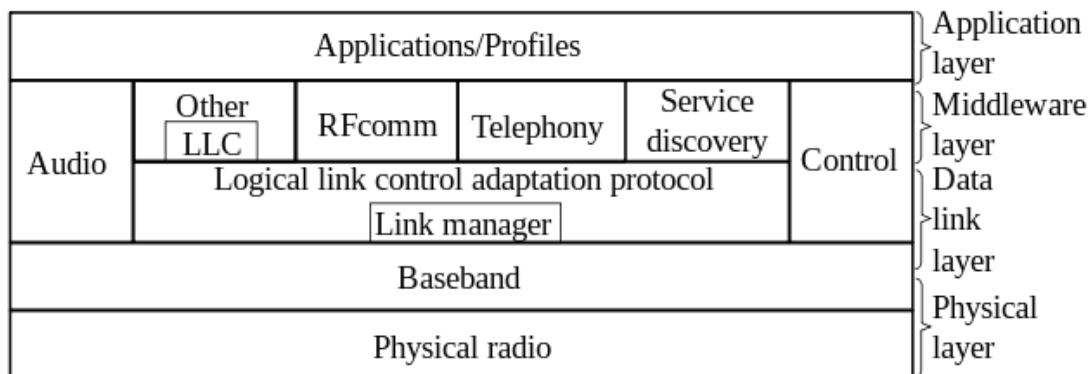 Applications/Profiles
Application
layer
Audio
Other
LLC
RFcomm
Telephony
Service
discovery
Control
Middleware
layer
Logical link control adaptation protocol
Link manager
Data
link
layer
Baseband
Physical radio
Physical
layer